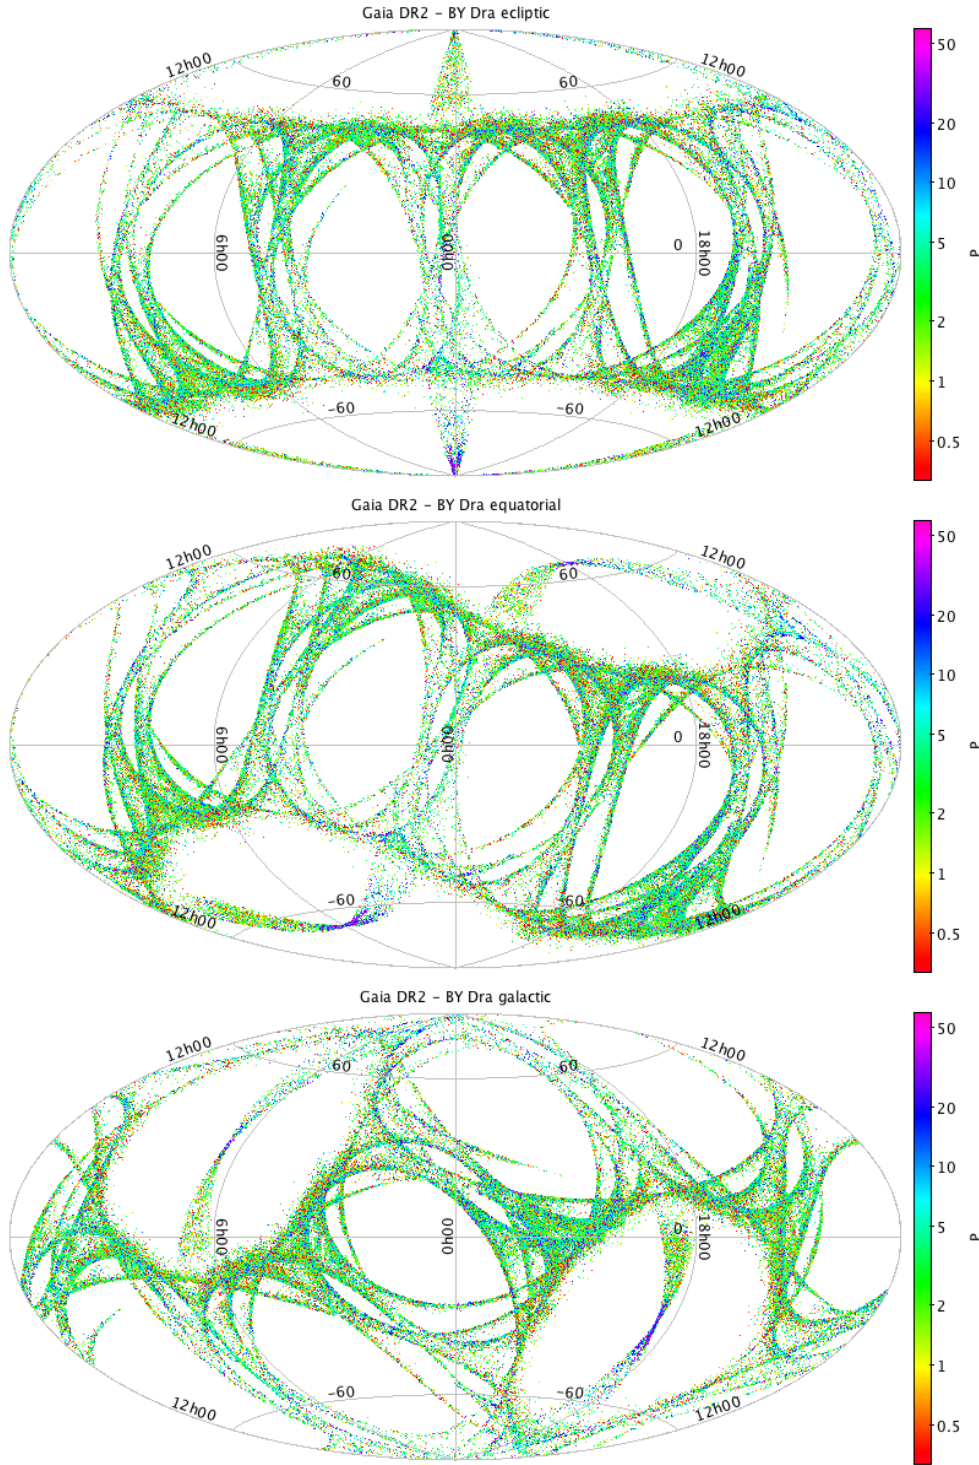 Gaia DR2 - BY Dra ecliptic
12h00 60 60 12h00
6h00 0h00 0 18h00
12h00 -60 -60 12h00
50
20
10
5
2
1
0.5
P
Gaia DR2 - BY Dra equatorial
12h00 60 60 12h00
6h00 0h00 0 18h00
12h00 -60 -60 12h00
50
20
10
5
2
1
0.5
P
Gaia DR2 - BY Dra galactic
12h00 60 60 12h00
6h00 0h00 0 18h00
12h00 -60 -60 12h00
50
20
10
5
2
1
0.5
P